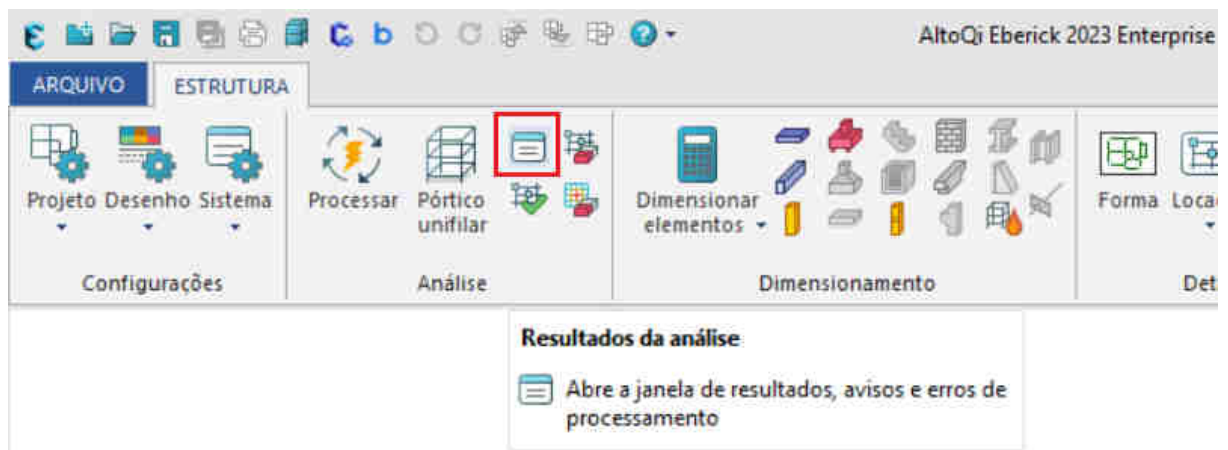 AltoQi Eberick 2023 Enterprise
ARQUIVO ESTRUTURA
Projeto Desenho Sistema
Processar
Pórtico
unifilar
Dimensionar
elementos
Forma
Configurações
Análise
Dimensionamento
Resultados da análise
Abre a janela de resultados, avisos e erros de
processamento